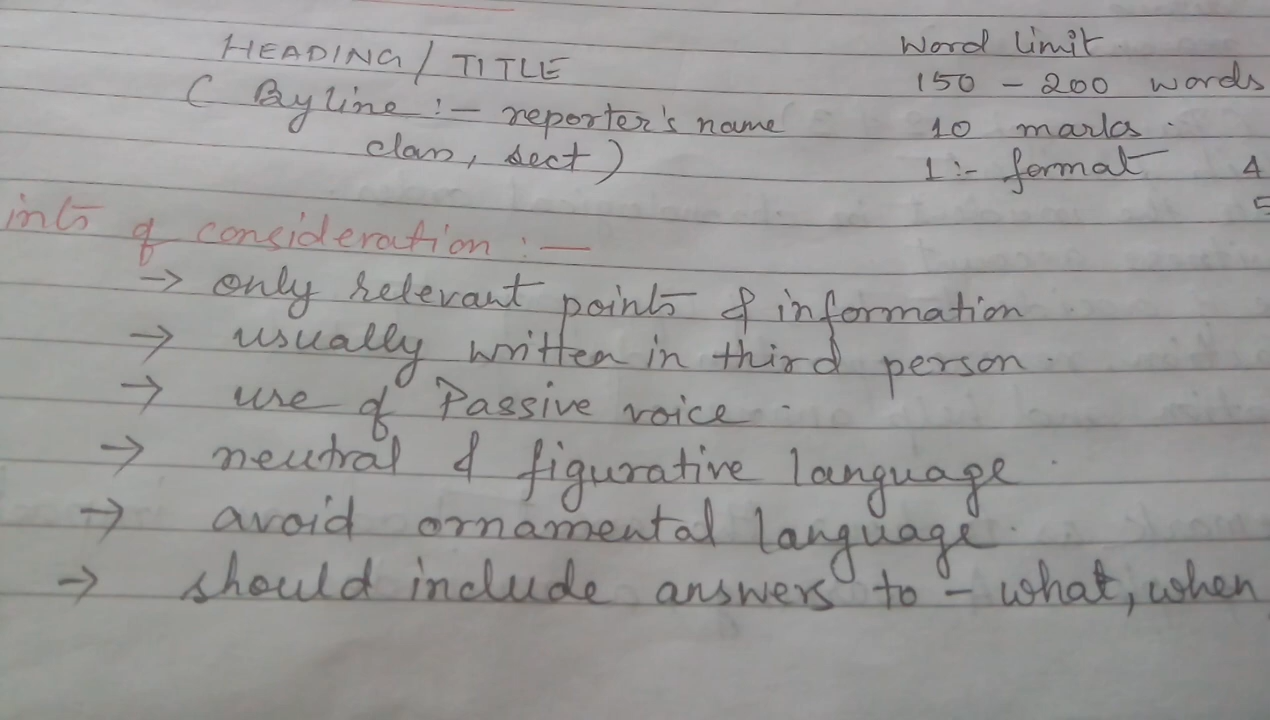 HEADING / TITLE
(Byline :- reporter's name
class, sect)
Word limit
150 - 200 words
10 marks.
1 :- format 4
5
ints of consideration : —
→ only relevant points & information
→ usually written in third person.
→ use of Passive voice.
→ neutral & figurative language.
→ avoid ornamental language.
→ should include answers to - what, when